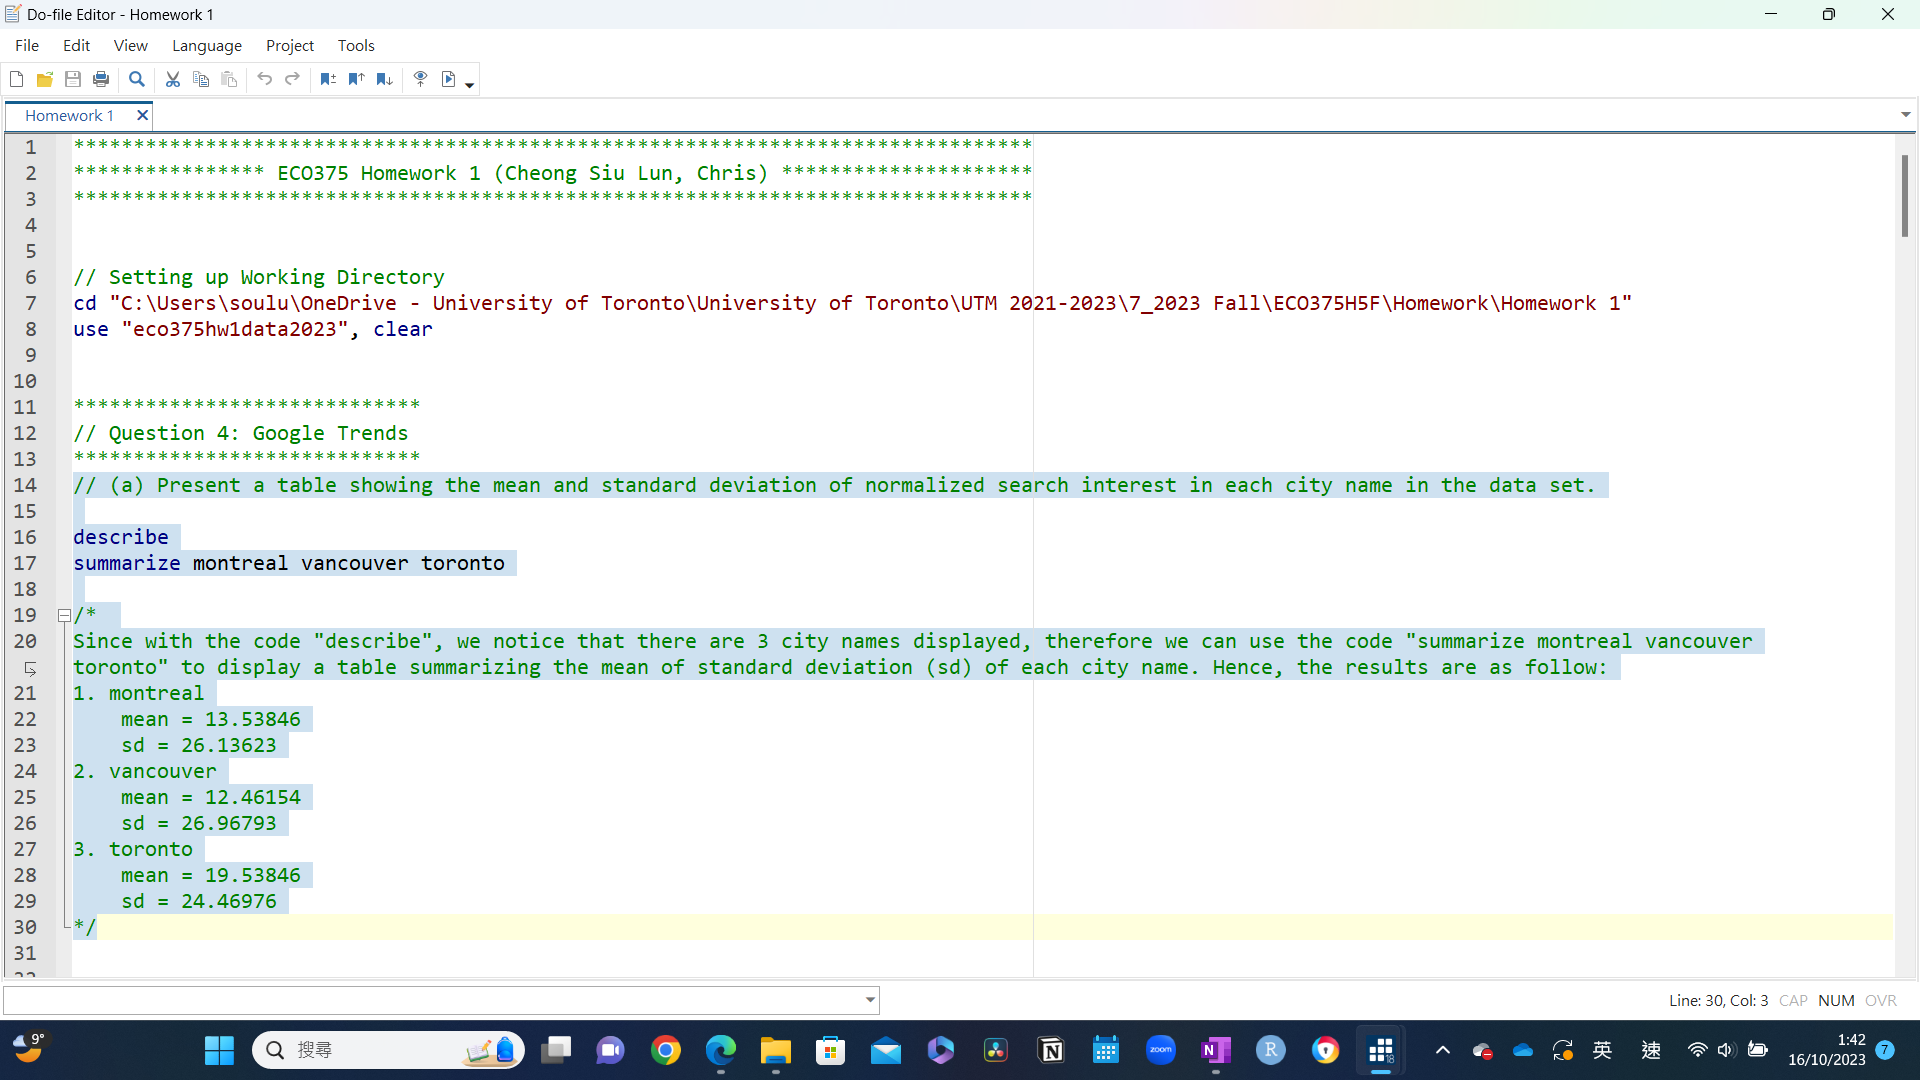 Do-file Editor - Homework 1
File Edit View Language Project Tools
Homework 1
1 ********************************************************************************
2 **************** ECO375 Homework 1 (Cheong Siu Lun, Chris) *********************
3 ********************************************************************************
4
5
6 // Setting up Working Directory
7 cd "C:\Users\soulu\OneDrive - University of Toronto\University of Toronto\UTM 2021-2023\7_2023 Fall\ECO375H5F\Homework\Homework 1"
8 use "eco375hw1data2023", clear
9
10
11 *****************************
12 // Question 4: Google Trends
13 *****************************
14 // (a) Present a table showing the mean and standard deviation of normalized search interest in each city name in the data set.
15
16 describe
17 summarize montreal vancouver toronto
18
19 /*
20 Since with the code "describe", we notice that there are 3 city names displayed, therefore we can use the code "summarize montreal vancouver
toronto" to display a table summarizing the mean of standard deviation (sd) of each city name. Hence, the results are as follow:
21 1. montreal
22 mean = 13.53846
23 sd = 26.13623
24 2. vancouver
25 mean = 12.46154
26 sd = 26.96793
27 3. toronto
28 mean = 19.53846
29 sd = 24.46976
30 */
31
Line: 30, Col: 3 CAP NUM OVR
9° 搜尋 zoom N R 18 英 速 1:42 7
16/10/2023